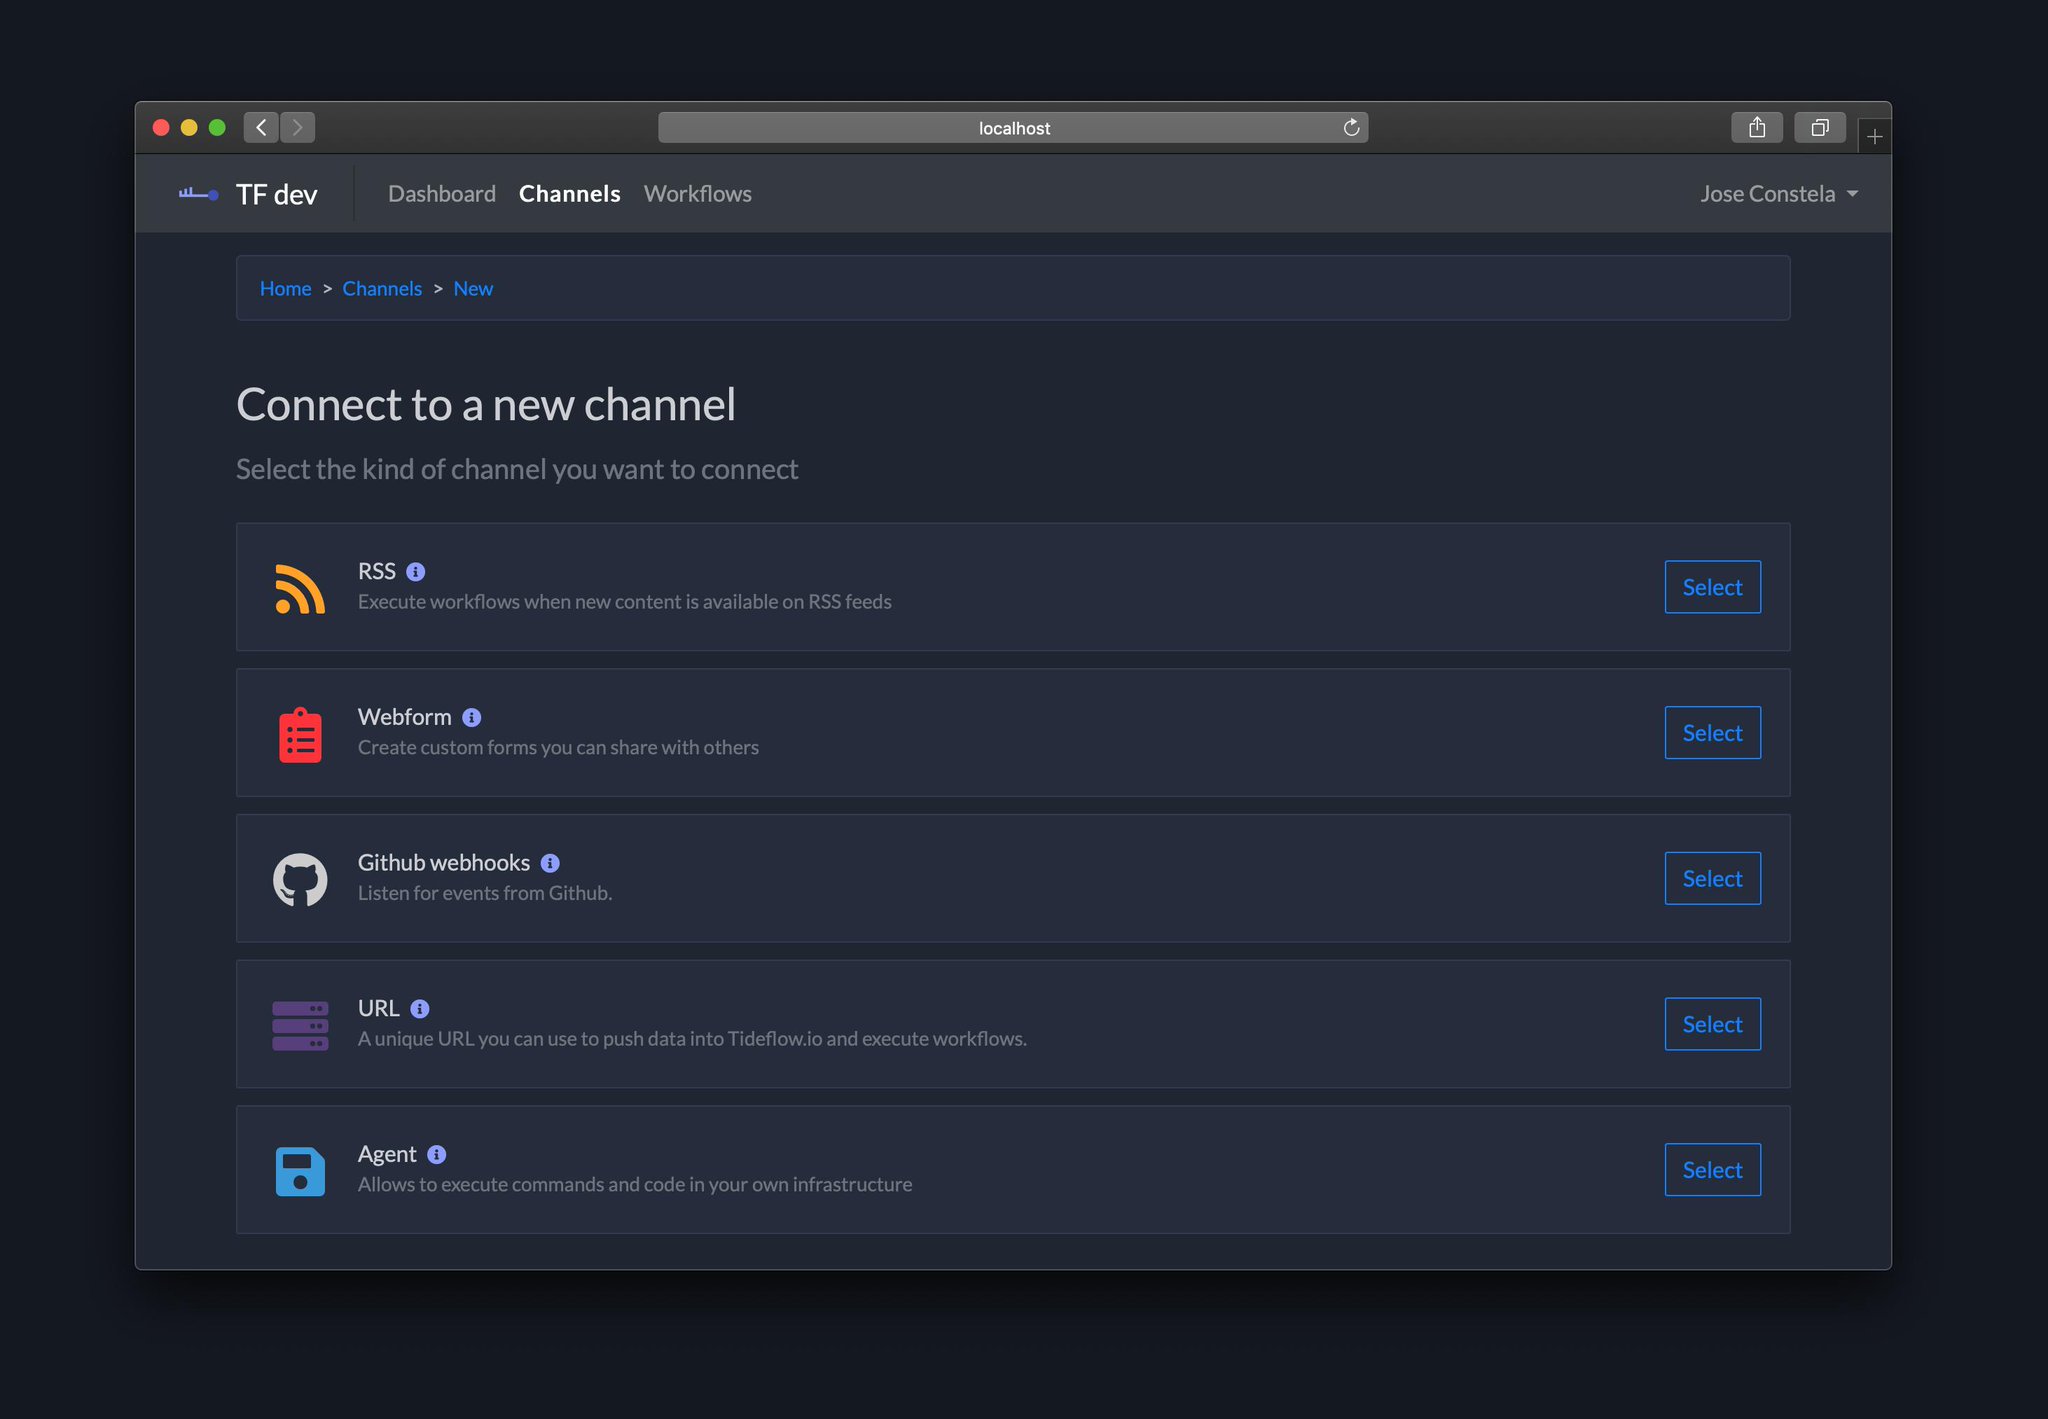 localhost
TF dev Dashboard Channels Workflows Jose Constela
Home > Channels > New
Connect to a new channel
Select the kind of channel you want to connect
RSS
Execute workflows when new content is available on RSS feeds
Select
Webform
Create custom forms you can share with others
Select
Github webhooks
Listen for events from Github.
Select
URL
A unique URL you can use to push data into Tideflow.io and execute workflows.
Select
Agent
Allows to execute commands and code in your own infrastructure
Select